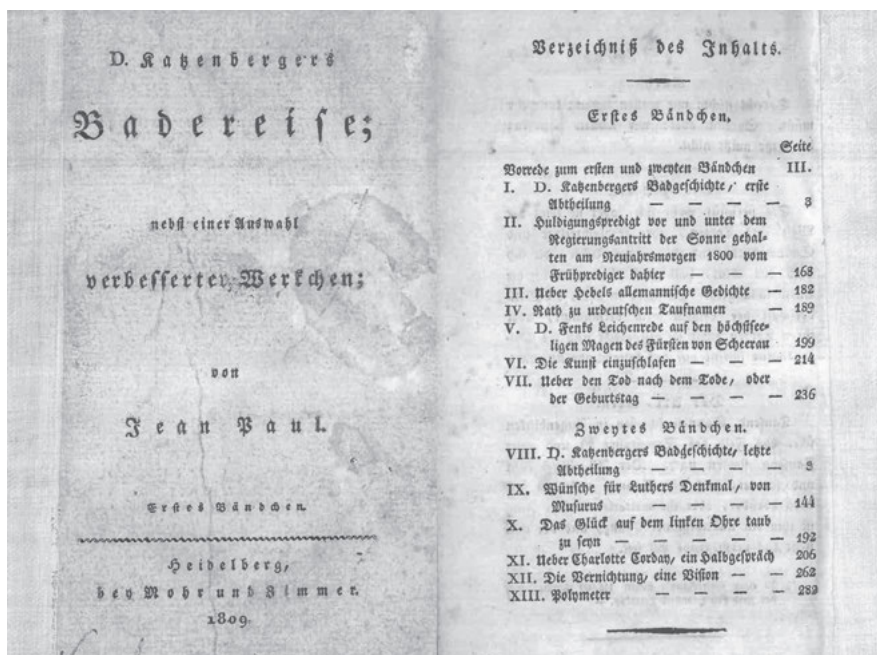 D. Katzenbergers
Badereise;
nebst einer Auswahl
verbesserter Werkchen;
von
Jean Paul.
Erstes Bändchen.
Heidelberg,
bey Mohr und Zimmer.
1809.
Verzeichniß des Inhalts.
Erstes Bändchen.
Seite
Vorrede zum ersten und zweyten Bändchen III.
I. D. Katzenbergers Badgeschichte, erste
Abtheilung — — — — — 3
II. Huldigungspredigt vor und unter dem
Regierungsantritt der Sonne gehal-
ten am Neujahrsmorgen 1800 vom
Frühprediger dahier — — — 168
III. Ueber Hebels allemannische Gedichte — 182
IV. Rath zu urdeutschen Taufnamen — 189
V. D. Fenks Leichenrede auf den höchstsee-
ligen Magen des Fürsten von Scheerau 199
VI. Die Kunst einzuschlafen — — — 214
VII. Ueber den Tod nach dem Tode, oder
der Geburtstag — — — — 236
Zweytes Bändchen.
VIII. D. Katzenbergers Badgeschichte, letzte
Abtheilung — — — — 3
IX. Wünsche für Luthers Denkmal, von
Musurus — — — — — 144
X. Das Glück auf dem linken Ohre taub
zu seyn — — — — — 192
XI. Ueber Charlotte Corday, ein Halbgespräch 206
XII. Die Vernichtung, eine Vision — — 262
XIII. Polymeter — — — — 282